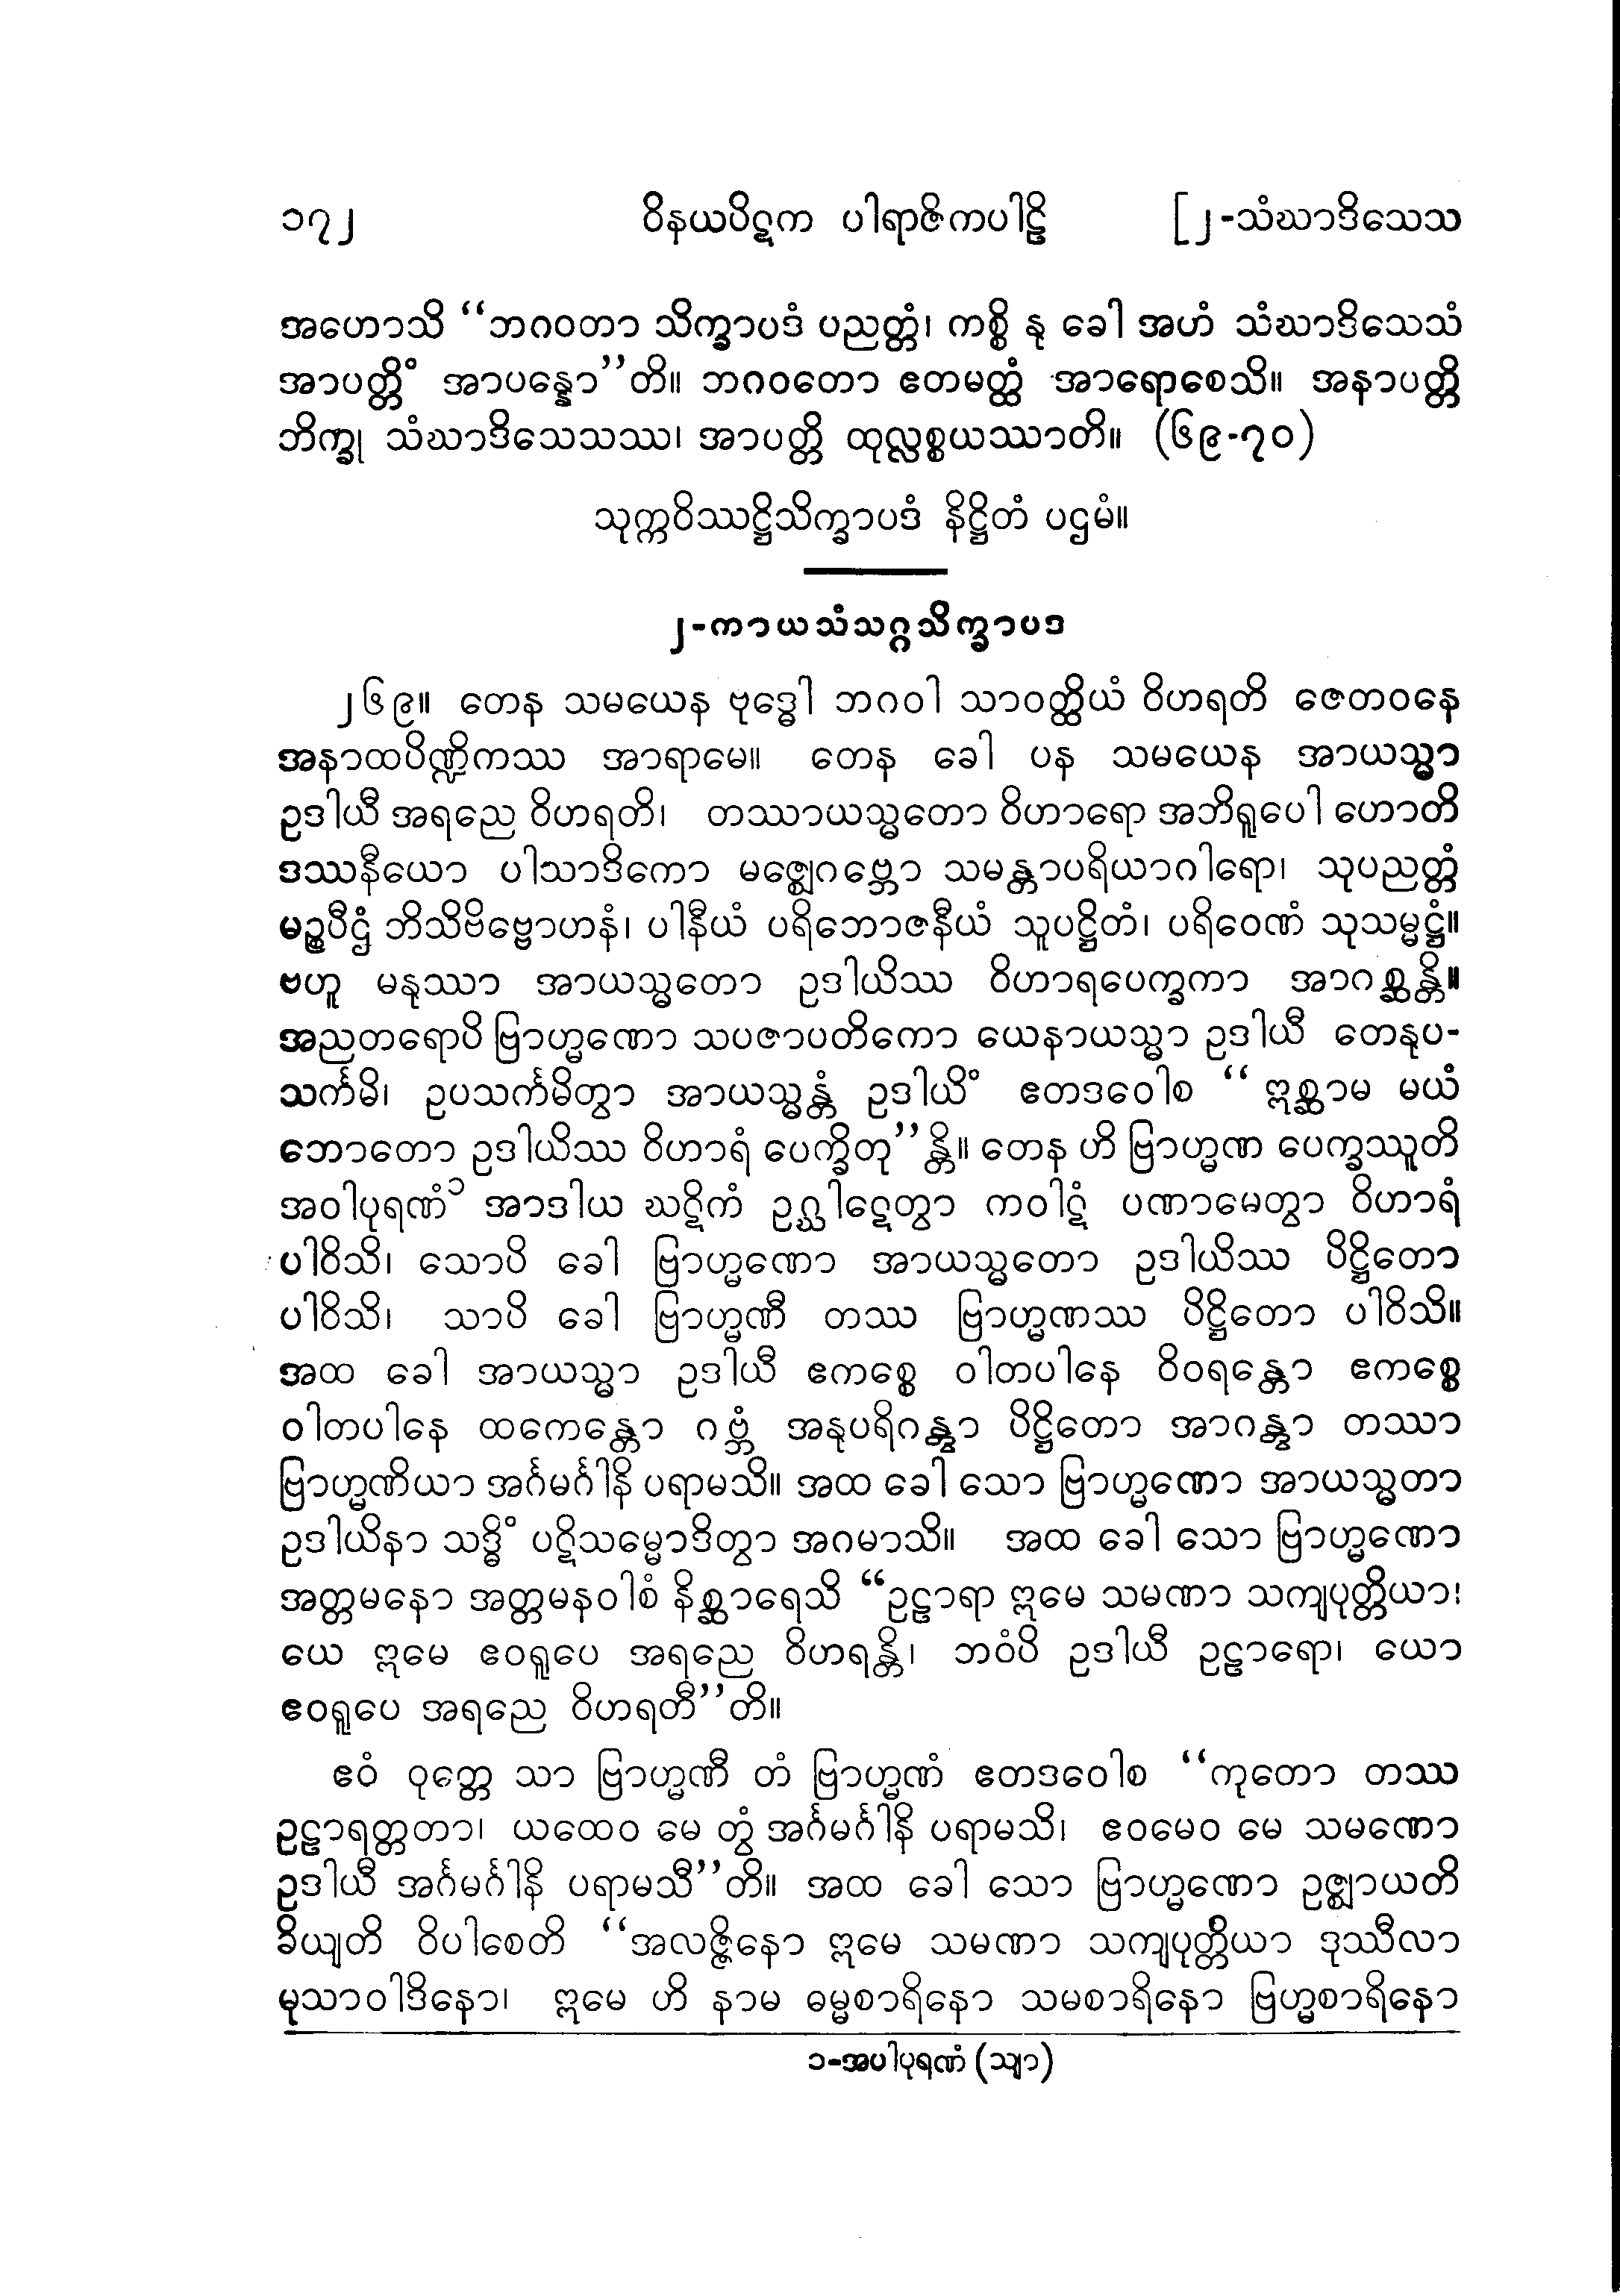 ၁၇၂ ဝိနယပိဋက ပါရာဇိကပါဠိ [၂-သံဃာဒိသေသ
အဟောသိ “ဘဂဝတာ သိက္ခာပဒံ ပညတ္တံ၊ ကစ္စိ နု ခေါ အဟံ သံဃာဒိသေသံ
အာပတ္တိံ အာပန္နော”တိ။ ဘဂဝတော ဧတမတ္ထံ အာရောစေသိ။ အနာပတ္တိ
ဘိက္ခု သံဃာဒိသေသဿ၊ အာပတ္တိ ထုလ္လစ္စယဿာတိ။ (၆၉-၇၀)
သုက္ကဝိဿဋ္ဌိသိက္ခာပဒံ နိဋ္ဌိတံ ပဌမံ။
၂-ကာယသံသဂ္ဂသိက္ခာပဒ
၂၆၉။ တေန သမယေန ဗုဒ္ဓေါ ဘဂဝါ သာဝတ္ထိယံ ဝိဟရတိ ဇေတဝနေ
အနာထပိဏ္ဍိကဿ အာရာမေ။ တေန ခေါ ပန သမယေန အာယသ္မာ
ဥဒါယီ အရညေ ဝိဟရတိ၊ တဿာယသ္မတော ဝိဟာရော အဘိရူပေါ ဟောတိ
ဒဿနီယော ပါသာဒိကော မဇ္ဈေဂဗ္ဘော သမန္တာပရိယာဂါရော၊ သုပညတ္တံ
မဉ္စပီဌံ ဘိသိဗိဗ္ဗောဟနံ၊ ပါနီယံ ပရိဘောဇနီယံ သူပဋ္ဌိတံ၊ ပရိဝေဏံ သုသမ္မဋ္ဌံ။
ဗဟူ မနုဿာ အာယသ္မတော ဥဒါယိဿ ဝိဟာရပေက္ခကာ အာဂစ္ဆန္တိ။
အညတရောပိ ဗြာဟ္မဏော သပဇာပတိကော ယေနာယသ္မာ ဥဒါယီ တေနုပ-
သင်္ကမိ၊ ဥပသင်္ကမိတွာ အာယသ္မန္တံ ဥဒါယိံ ဧတဒဝေါစ “ဣစ္ဆာမ မယံ
ဘောတော ဥဒါယိဿ ဝိဟာရံ ပေက္ခိတု”န္တိ။ တေန ဟိ ဗြာဟ္မဏ ပေက္ခဿူတိ
အဝါပုရဏံ၁ အာဒါယ ဃဋိကံ ဥဂ္ဃါဋေတွာ ကဝါဋံ ပဏာမေတွာ ဝိဟာရံ
ပါဝိသိ၊ သောပိ ခေါ ဗြာဟ္မဏော အာယသ္မတော ဥဒါယိဿ ပိဋ္ဌိတော
ပါဝိသိ၊ သာပိ ခေါ ဗြာဟ္မဏီ တဿ ဗြာဟ္မဏဿ ပိဋ္ဌိတော ပါဝိသိ။
အထ ခေါ အာယသ္မာ ဥဒါယီ ဧကစ္စေ ဝါတပါနေ ဝိဝရန္တော ဧကစ္စေ
ဝါတပါနေ ထကေန္တော ဂဗ္ဘံ အနုပရိဂန္တွာ ပိဋ္ဌိတော အာဂန္တွာ တဿာ
ဗြာဟ္မဏိယာ အင်္ဂမင်္ဂါနိ ပရာမသိ။ အထ ခေါ သော ဗြာဟ္မဏော အာယသ္မတာ
ဥဒါယိနာ သဒ္ဓိံ ပဋိသမ္မောဒိတွာ အဂမာသိ။ အထ ခေါ သော ဗြာဟ္မဏော
အတ္တမနော အတ္တမနဝါစံ နိစ္ဆာရေသိ “ဥဠာရာ ဣမေ သမဏာ သကျပုတ္တိယာ၊
ယေ ဣမေ ဧဝရူပေ အရညေ ဝိဟရန္တိ၊ ဘဝံပိ ဥဒါယီ ဥဠာရော၊ ယော
ဧဝရူပေ အရညေ ဝိဟရတီ”တိ။
ဧဝံ ဝုတ္တေ သာ ဗြာဟ္မဏီ တံ ဗြာဟ္မဏံ ဧတဒဝေါစ “ကုတော တဿ
ဥဠာရတ္တတာ၊ ယထေဝ မေ တွံ အင်္ဂမင်္ဂါနိ ပရာမသိ၊ ဧဝမေဝ မေ သမဏော
ဥဒါယီ အင်္ဂမင်္ဂါနိ ပရာမသီ”တိ။ အထ ခေါ သော ဗြာဟ္မဏော ဥဇ္ဈာယတိ
ခိယျတိ ဝိပါစေတိ “အလဇ္ဇိနော ဣမေ သမဏာ သကျပုတ္တိယာ ဒုဿီလာ
မုသာဝါဒိနော၊ ဣမေ ဟိ နာမ ဓမ္မစာရိနော သမစာရိနော ဗြဟ္မစာရိနော
၁-အပါပုရဏံ (သျာ)